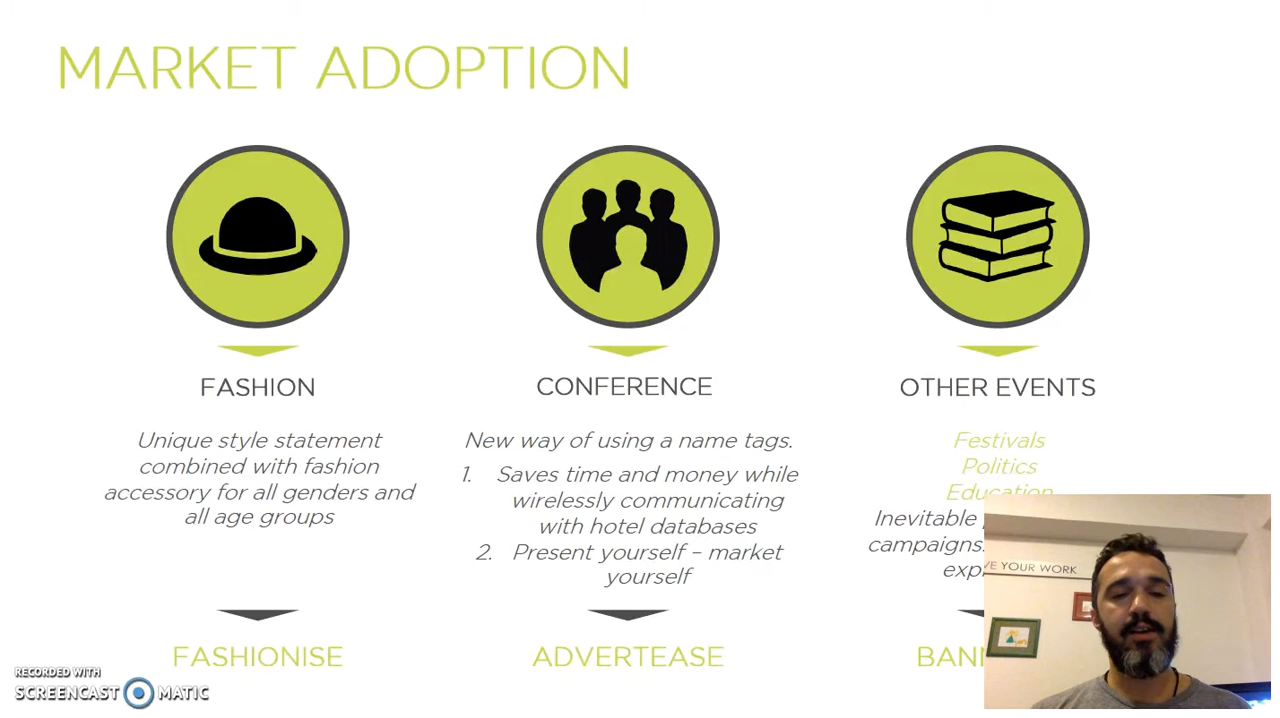 MARKET ADOPTION
FASHION
Unique style statement
combined with fashion
accessory for all genders and
all age groups
FASHIONISE
CONFERENCE
New way of using a name tags.
1. Saves time and money while
wirelessly communicating
with hotel databases
2. Present yourself – market
yourself
ADVERTEASE
OTHER EVENTS
Festivals
Politics
Education
Inevitable
campaigns
YOUR WORK
RECORDED WITH
SCREENCAST MATIC